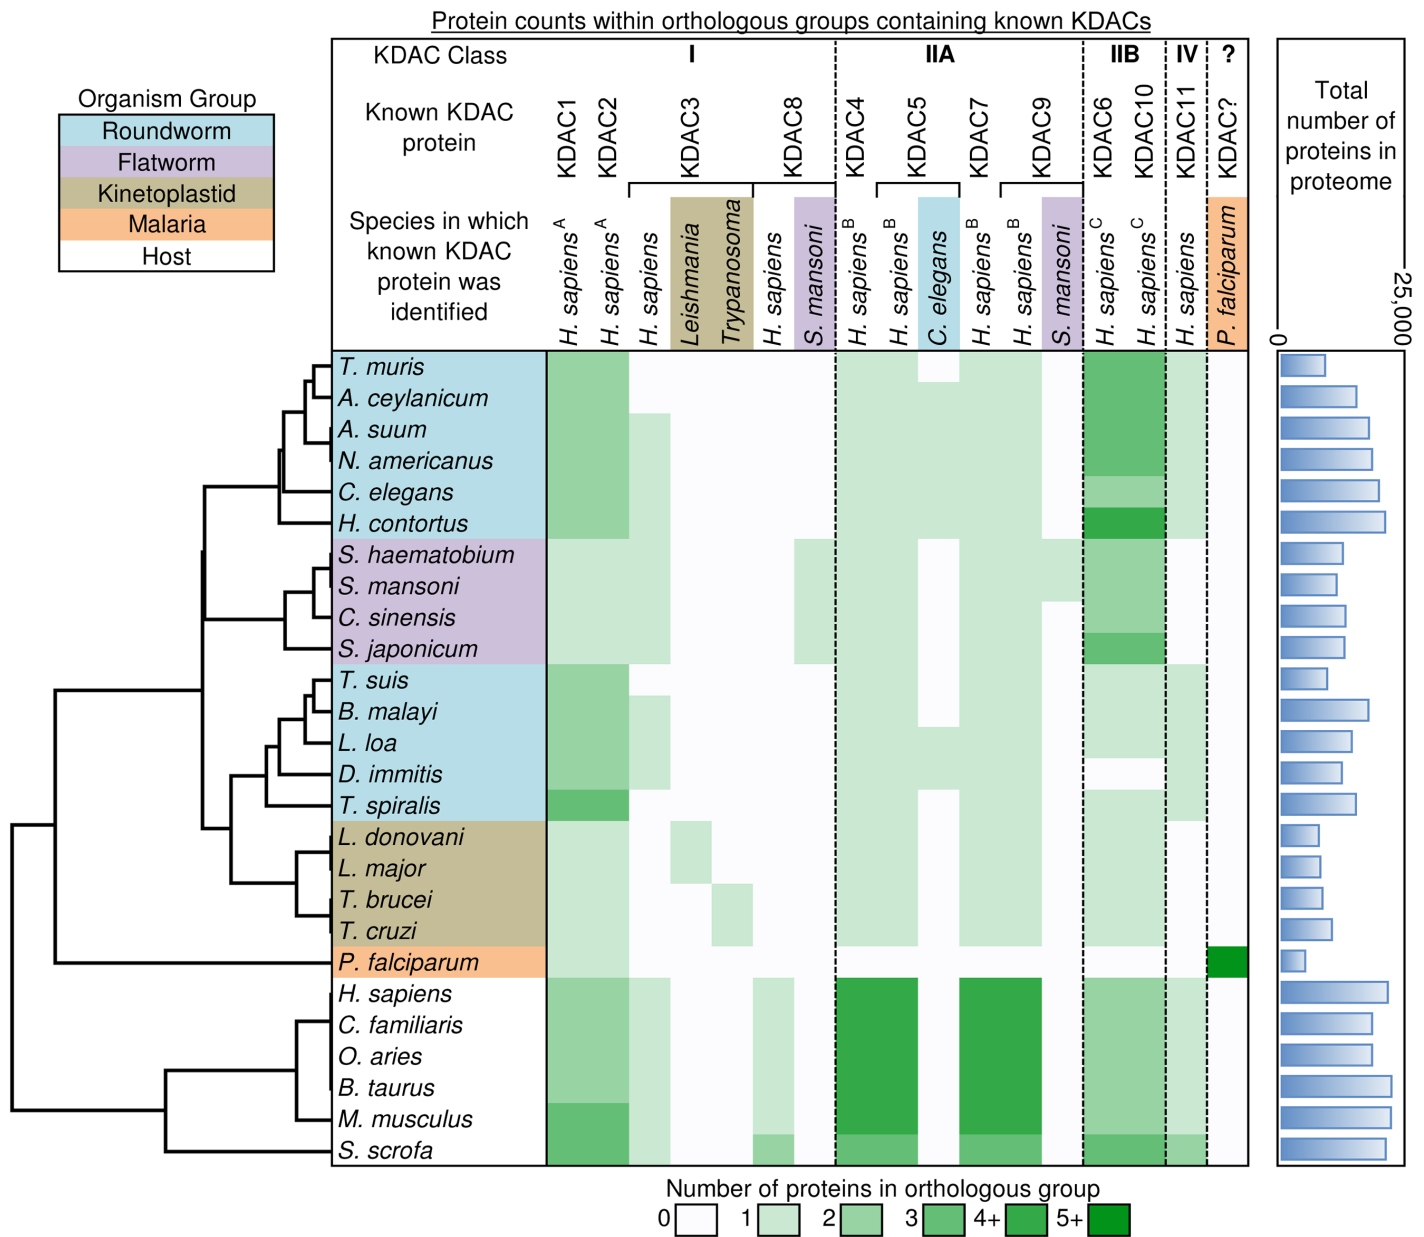 Protein counts within orthologous groups containing known KDACs
KDAC Class
I
IIA
IIB
IV
?
Known KDAC
protein
KDAC1
KDAC2
KDAC3
KDAC8
KDAC4
KDAC5
KDAC7
KDAC9
KDAC6
KDAC10
KDAC11
KDAC?
Species in which
known KDAC
protein was
identified
H. sapiens A
H. sapiens A
H. sapiens
Leishmania
Trypanosoma
H. sapiens
S. mansoni
H. sapiens B
H. sapiens B
C. elegans
H. sapiens B
H. sapiens B
S. mansoni
H. sapiens C
H. sapiens C
H. sapiens
P. falciparum
Organism Group
Roundworm
Flatworm
Kinetoplastid
Malaria
Host
Total
number of
proteins in
proteome
0
25,000
T. muris
A. ceylanicum
A. suum
N. americanus
C. elegans
H. contortus
S. haematobium
S. mansoni
C. sinensis
S. japonicum
T. suis
B. malayi
L. loa
D. immitis
T. spiralis
L. donovani
L. major
T. brucei
T. cruzi
P. falciparum
H. sapiens
C. familiaris
O. aries
B. taurus
M. musculus
S. scrofa
Number of proteins in orthologous group
0 1 2 3 4+ 5+